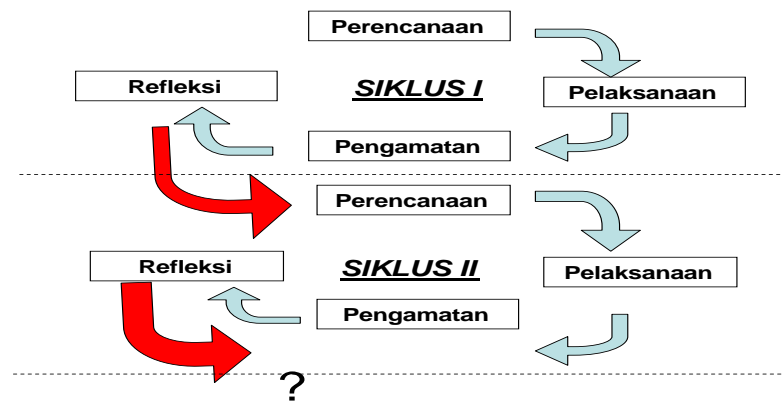 Perencanaan
Refleksi
SIKLUS I
Pelaksanaan
Pengamatan
Perencanaan
Refleksi
SIKLUS II
Pelaksanaan
Pengamatan
?